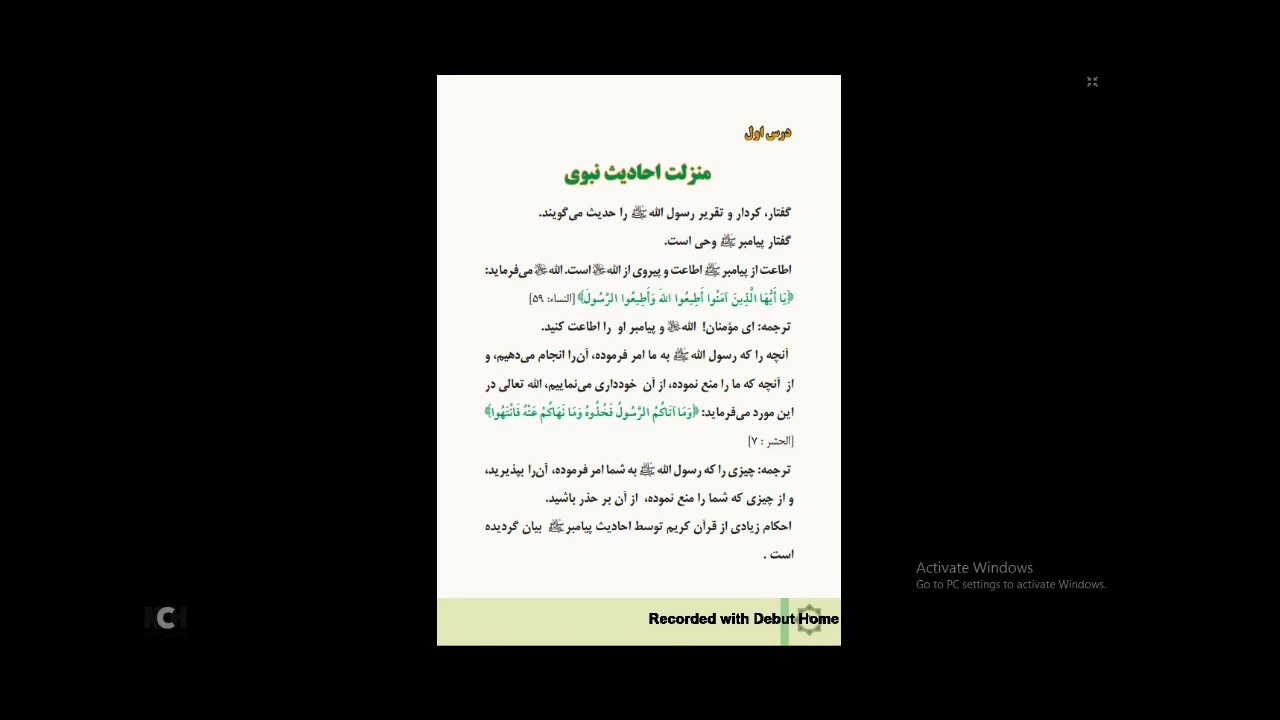 درس اول
منزلت احادیث نبوی
گفتار، کردار و تقریر رسول الله ﷺ را حدیث می‌گویند.
گفتار پیامبر ﷺ وحی است.
اطاعت از پیامبر ﷺ اطاعت و پیروی از الله ﷻ است. الله ﷻ می‌فرماید:
﴿يَا أَيُّهَا الَّذِينَ آمَنُوا أَطِيعُوا اللهَ وَأَطِيعُوا الرَّسُولَ﴾ [النساء: ۵۹]
ترجمه: ای مؤمنان! الله ﷻ و پیامبر او را اطاعت کنید.
آنچه را که رسول الله ﷺ به ما امر فرموده، آن‌را انجام می‌دهیم، و
از آنچه که ما را منع نموده، از آن خودداری می‌نماییم، الله تعالی در
این مورد می‌فرماید: ﴿وَمَا آتَاكُمُ الرَّسُولُ فَخُذُوهُ وَمَا نَهَاكُمْ عَنْهُ فَانْتَهُوا﴾
[الحشر : ۷]
ترجمه: چیزی را که رسول الله ﷺ به شما امر فرموده، آن‌را بپذیرید،
و از چیزی که شما را منع نموده، از آن بر حذر باشید.
احکام زیادی از قرآن کریم توسط احادیث پیامبر ﷺ بیان گردیده
است .
Activate Windows
Go to PC settings to activate Windows.
NCH
Recorded with Debut Home